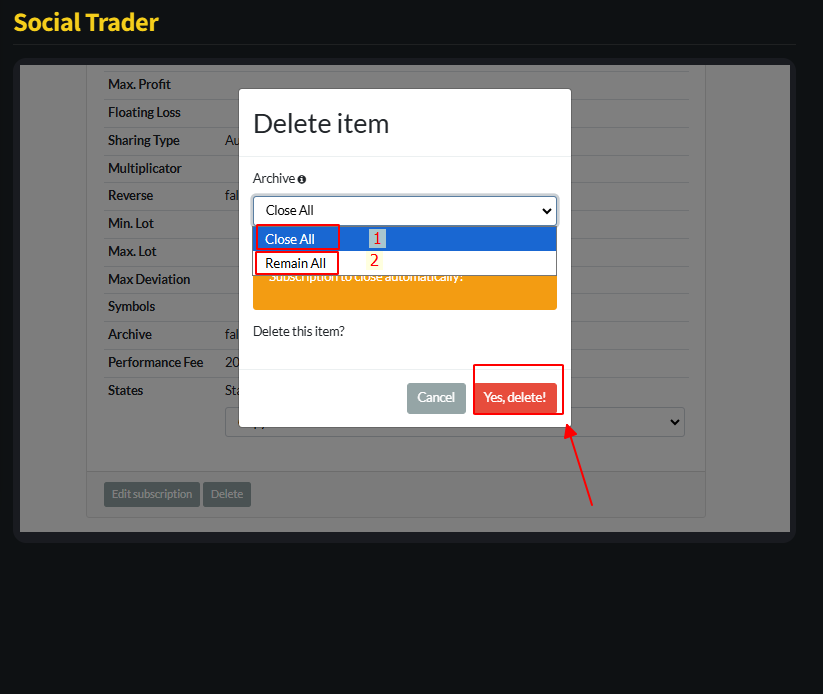 Social Trader
Max. Profit
Floating Loss
Sharing Type Au
Multiplicator
Reverse fal
Min. Lot
Max. Lot
Max Deviation
Symbols
Archive fal
Performance Fee 20
States Sta
Edit subscription Delete
Delete item
Archive
Close All
Close All 1
Remain All 2
Subscription to close automatically!
Delete this item?
Cancel Yes, delete!